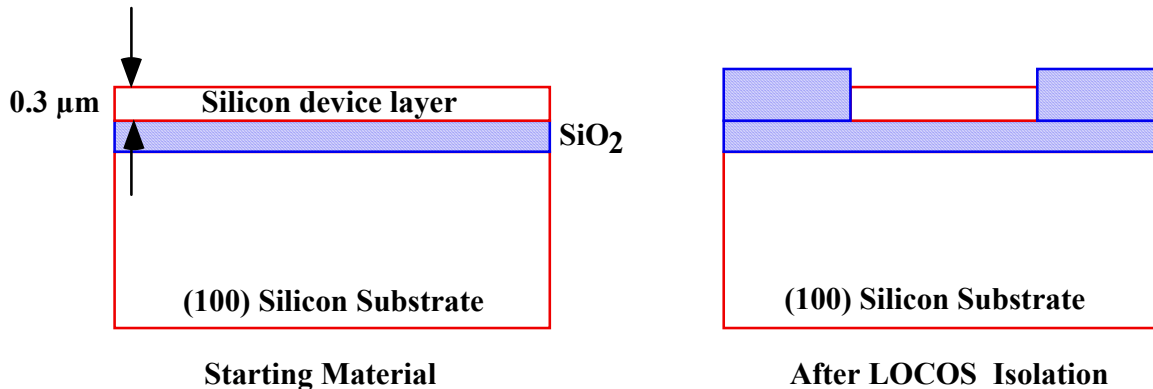 0.3 µm
Silicon device layer
SiO2
(100) Silicon Substrate
(100) Silicon Substrate
Starting Material
After LOCOS Isolation